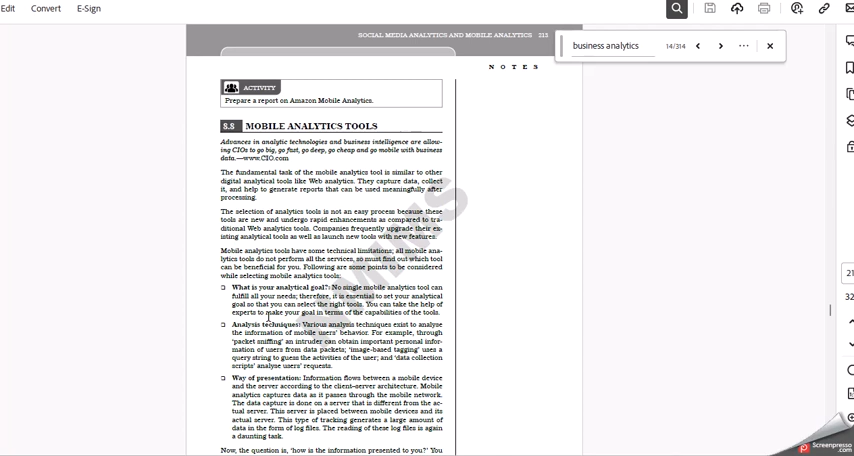 Edit Convert E-Sign
business analytics 14/314
SOCIAL MEDIA ANALYTICS AND MOBILE ANALYTICS 213
N O T E S
ACTIVITY
Prepare a report on Amazon Mobile Analytics.
8.8 MOBILE ANALYTICS TOOLS
Advances in analytic technologies and business intelligence are allow-
ing CIOs to go big, go fast, go deep, go cheap and go mobile with business
data.—www.CIO.com
The fundamental task of the mobile analytics tool is similar to other
digital analytical tools like Web analytics. They capture data, collect
it, and help to generate reports that can be used meaningfully after
processing.
The selection of analytics tools is not an easy process because these
tools are new and undergo rapid enhancements as compared to tra-
ditional Web analytics tools. Companies frequently upgrade their ex-
isting analytical tools as well as launch new tools with new features.
Mobile analytics tools have some technical limitations; all mobile ana-
lytics tools do not perform all the services, so must find out which tool
can be beneficial for you. Following are some points to be considered
while selecting mobile analytics tools:
What is your analytical goal?: No single mobile analytics tool can
fulfill all your needs; therefore, it is essential to set your analytical
goal so that you can select the right tools. You can take the help of
experts to make your goal in terms of the capabilities of the tools.
Analysis techniques: Various analysis techniques exist to analyse
the information of mobile users' behavior. For example, through
'packet sniffing' an intruder can obtain important personal infor-
mation of users from data packets; 'image-based tagging' uses a
query string to guess the activities of the user; and 'data collection
scripts' analyse users' requests.
Way of presentation: Information flows between a mobile device
and the server according to the client–server architecture. Mobile
analytics captures data as it passes through the mobile network.
The data capture is done on a server that is different from the ac-
tual server. This server is placed between mobile devices and its
actual server. This type of tracking generates a large amount of
data in the form of log files. The reading of these log files is again
a daunting task.
Now, the question is, 'how is the information presented to you?' You
NMIMS
21
32
Screenpresso
.com